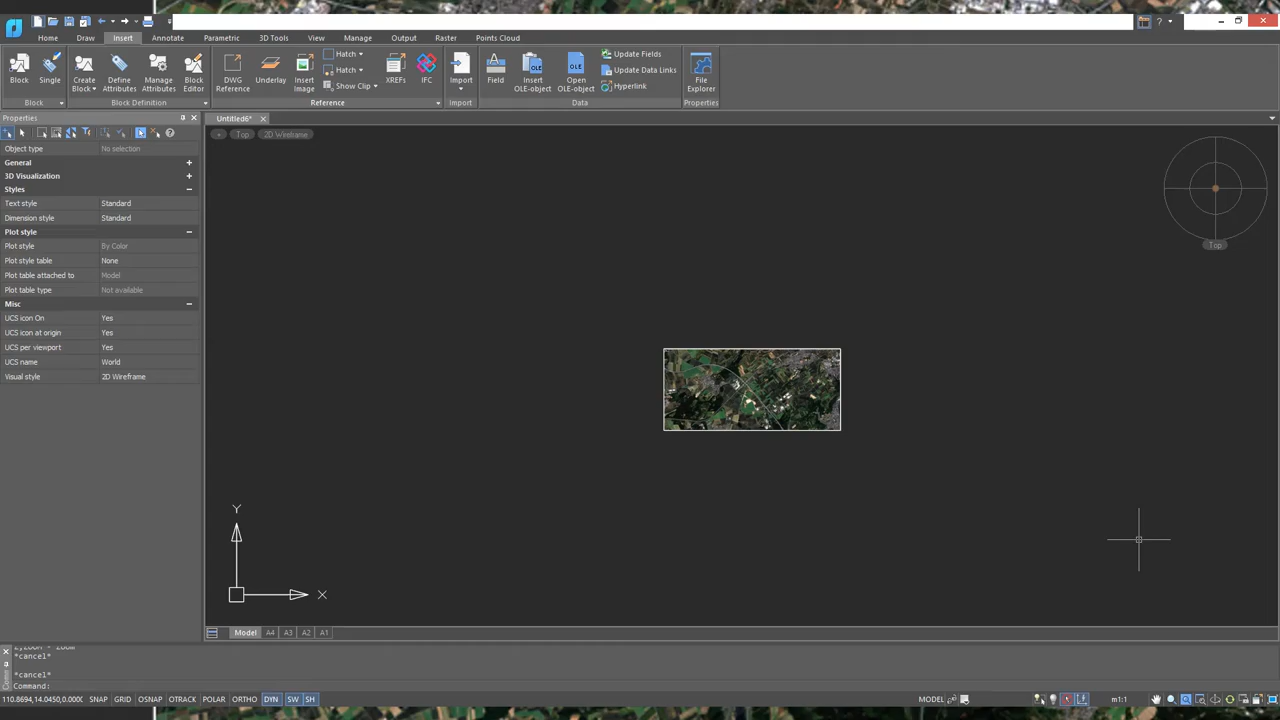 Home Draw Insert Annotate Parametric 3D Tools View Manage Output Raster Points Cloud
Block Single Create Block Define Attributes Manage Attributes Block Editor
Block Block Definition
DWG Reference Underlay Insert Image Hatch Hatch Show Clip XREFs IFC
Reference
Import
Import
Field Insert OLE-object Open OLE-object Update Fields Update Data Links Hyperlink
Data
File Explorer
Properties
Properties
Untitled6*
+ Top 2D Wireframe
Object type No selection
General
3D Visualization
Styles
Text style Standard
Dimension style Standard
Plot style
Plot style By Color
Plot style table None
Plot table attached to Model
Plot table type Not available
Misc
UCS icon On Yes
UCS icon at origin Yes
UCS per viewport Yes
UCS name World
Visual style 2D Wireframe
Top
Y
X
Model A4 A3 A2 A1
*cancel*
*cancel*
Command:
110.8694,14.0450,0.0000 SNAP GRID OSNAP OTRACK POLAR ORTHO DYN SW SH MODEL m1:1